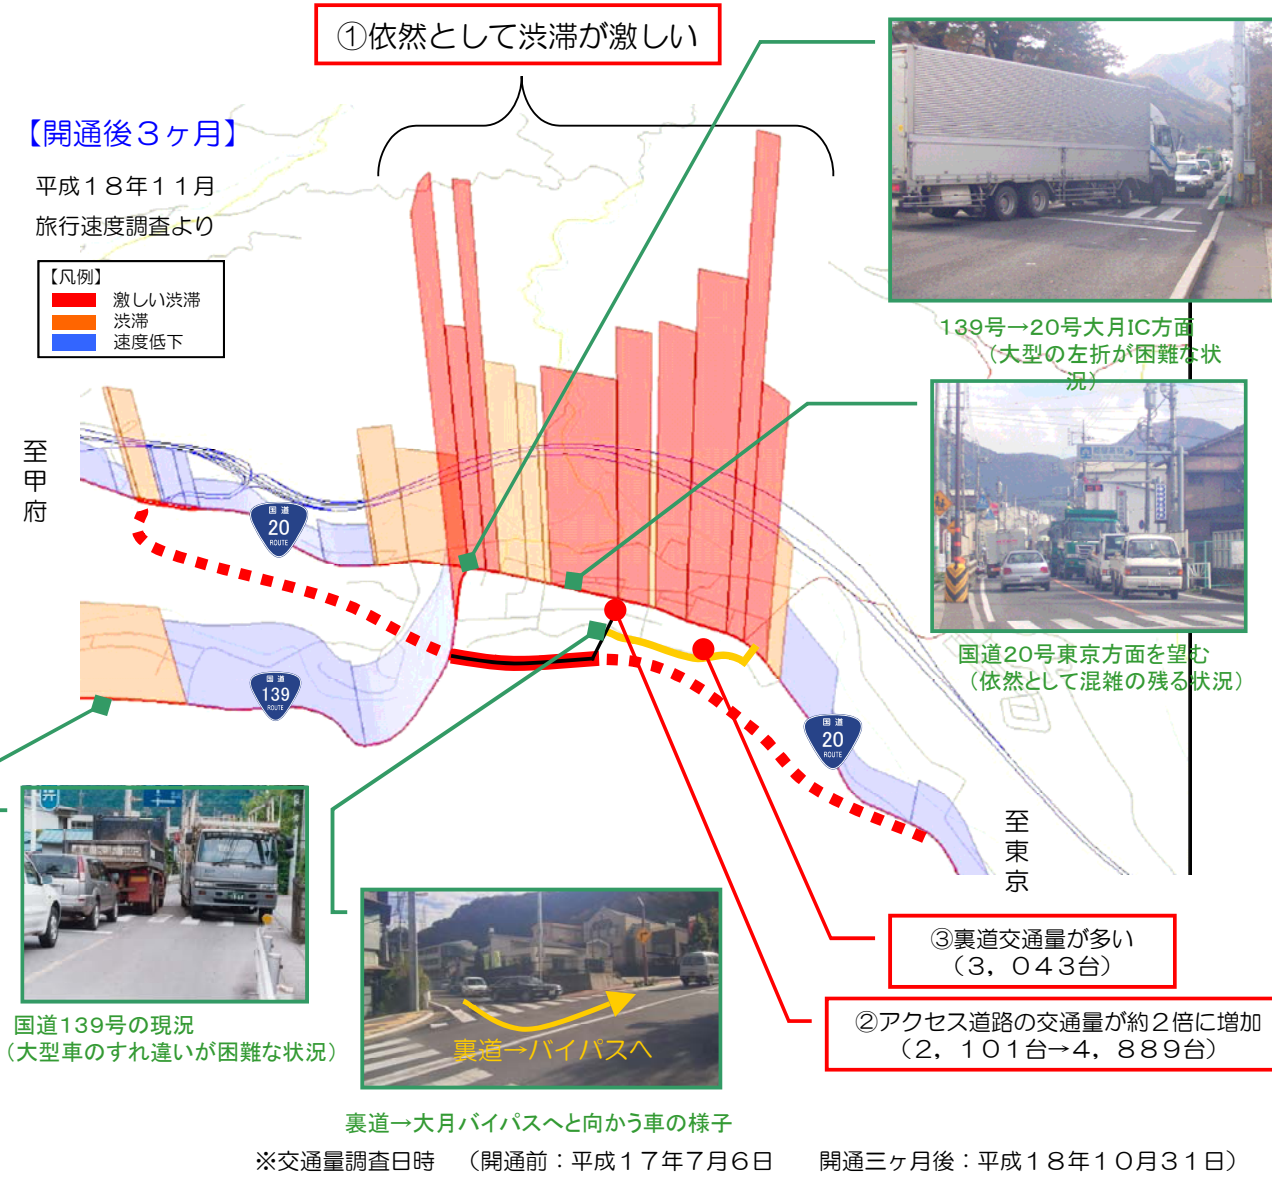 ①依然として渋滞が激しい
【開通後３ヶ月】
平成１８年１１月
旅行速度調査より
【凡例】
激しい渋滞
渋滞
速度低下
139号→20号大月IC方面
（大型の左折が困難な状
況）
至甲府
国道
20
ROUTE
国道20号東京方面を望む
（依然として混雑の残る状況）
国道
139
ROUTE
国道
20
ROUTE
至東京
③裏道交通量が多い
（３，０４３台）
②アクセス道路の交通量が約２倍に増加
（２，１０１台→４，８８９台）
国道139号の現況
（大型車のすれ違いが困難な状況）
裏道→バイパスへ
裏道→大月バイパスへと向かう車の様子
※交通量調査日時　（開通前：平成１７年７月６日　　開通三ヶ月後：平成１８年１０月３１日）